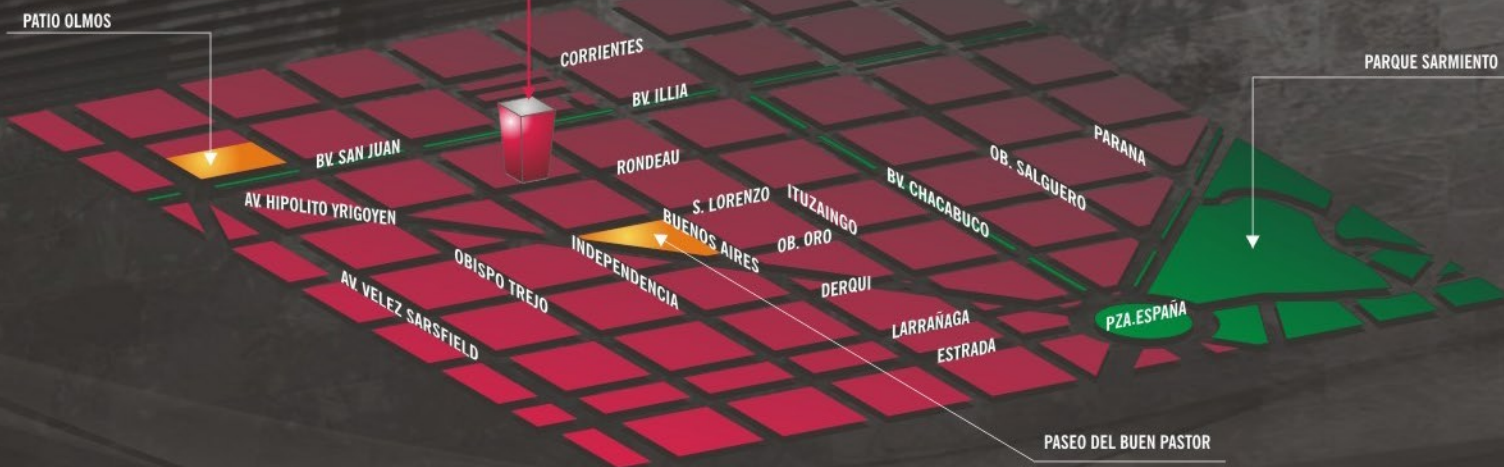 PATIO OLMOS
CORRIENTES
PARQUE SARMIENTO
BV. ILLIA
BV. SAN JUAN
RONDEAU
PARANA
OB. SALGUERO
BV. CHACABUCO
S. LORENZO
ITUZAINGO
AV. HIPOLITO YRIGOYEN
BUENOS AIRES
OB. ORO
INDEPENDENCIA
OBISPO TREJO
DERQUI
AV. VELEZ SARSFIELD
LARRAÑAGA
PZA.ESPAÑA
ESTRADA
PASEO DEL BUEN PASTOR